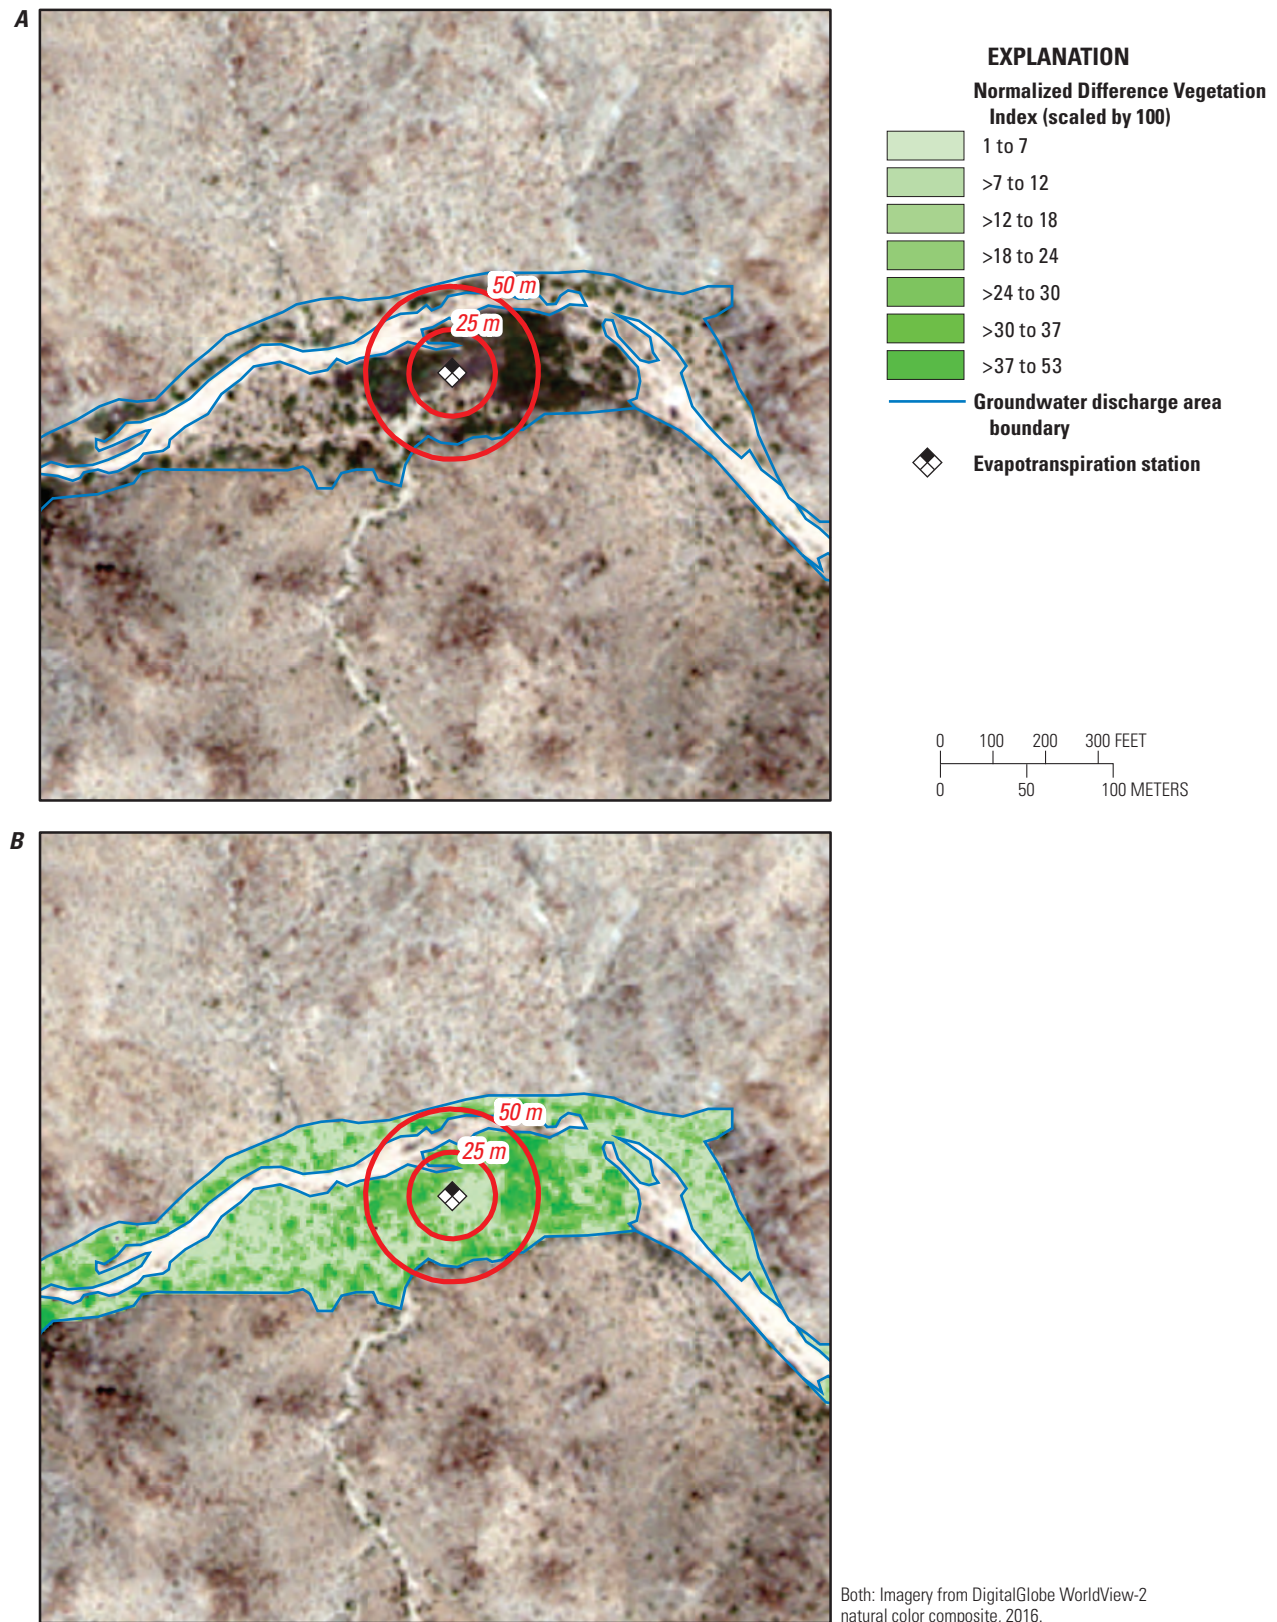 A
50 m
25 m
EXPLANATION
Normalized Difference Vegetation
Index (scaled by 100)
1 to 7
>7 to 12
>12 to 18
>18 to 24
>24 to 30
>30 to 37
>37 to 53
Groundwater discharge area
boundary
Evapotranspiration station
0 100 200 300 FEET
0 50 100 METERS
B
50 m
25 m
Both: Imagery from DigitalGlobe WorldView-2
natural color composite, 2016.